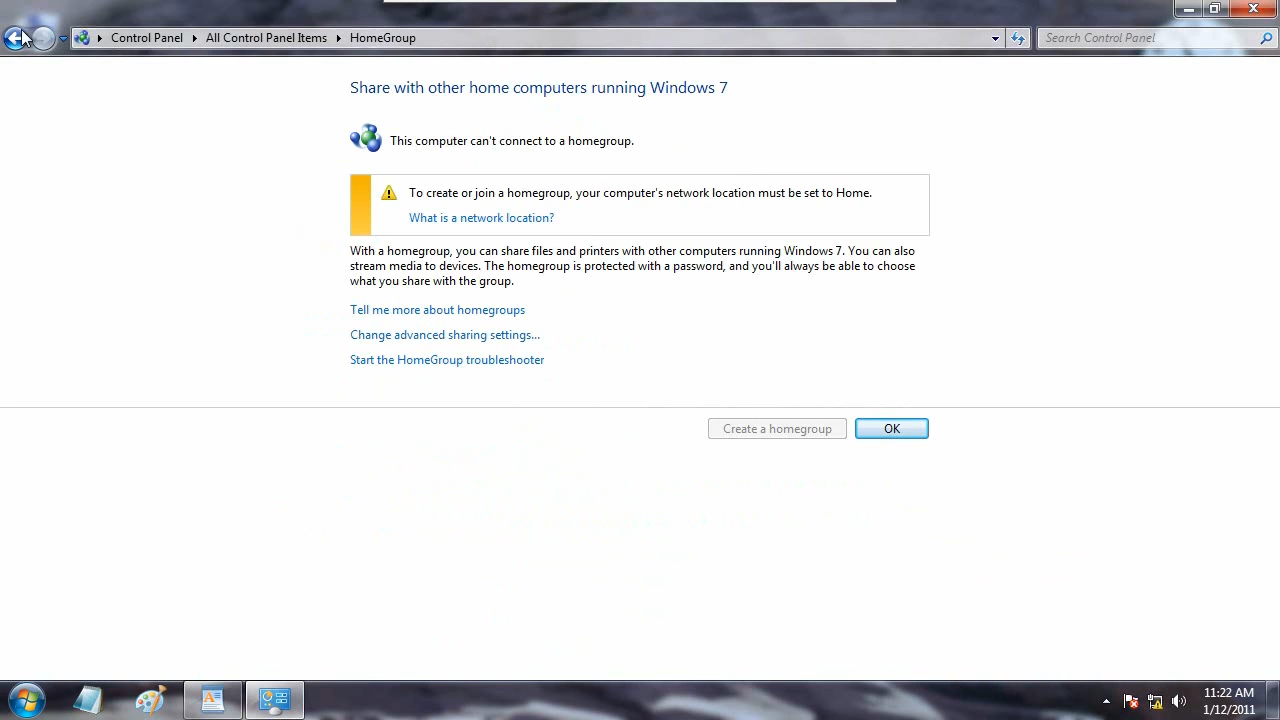 Control Panel All Control Panel Items HomeGroup
Search Control Panel
Share with other home computers running Windows 7
This computer can't connect to a homegroup.
To create or join a homegroup, your computer's network location must be set to Home.
What is a network location?
With a homegroup, you can share files and printers with other computers running Windows 7. You can also
stream media to devices. The homegroup is protected with a password, and you'll always be able to choose
what you share with the group.
Tell me more about homegroups
Change advanced sharing settings...
Start the HomeGroup troubleshooter
Create a homegroup
OK
11:22 AM
1/12/2011